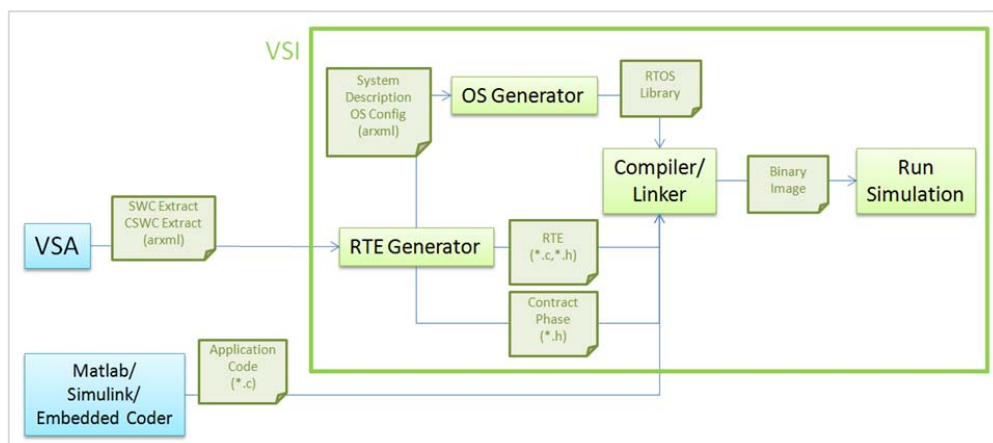 VSI
System
Description
OS Config
(arxml)
OS Generator
RTOS
Library
Compiler/
Linker
Binary
Image
Run
Simulation
SWC Extract
CSWC Extract
(arxml)
VSA
RTE Generator
RTE
(*.c,*.h)
Contract
Phase
(*.h)
Application
Code
(*.c)
Matlab/
Simulink/
Embedded Coder